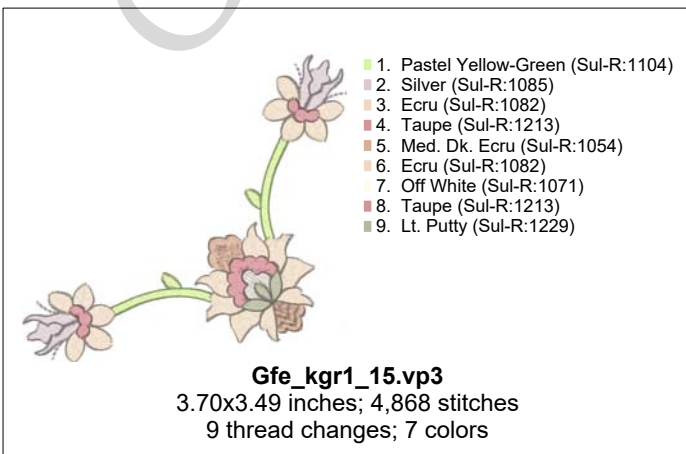 1. Pastel Yellow-Green (Sul-R:1104)
2. Silver (Sul-R:1085)
3. Ecru (Sul-R:1082)
4. Taupe (Sul-R:1213)
5. Med. Dk. Ecru (Sul-R:1054)
6. Ecru (Sul-R:1082)
7. Off White (Sul-R:1071)
8. Taupe (Sul-R:1213)
9. Lt. Putty (Sul-R:1229)
Gfe_kgr1_15.vp3
3.70x3.49 inches; 4,868 stitches
9 thread changes; 7 colors